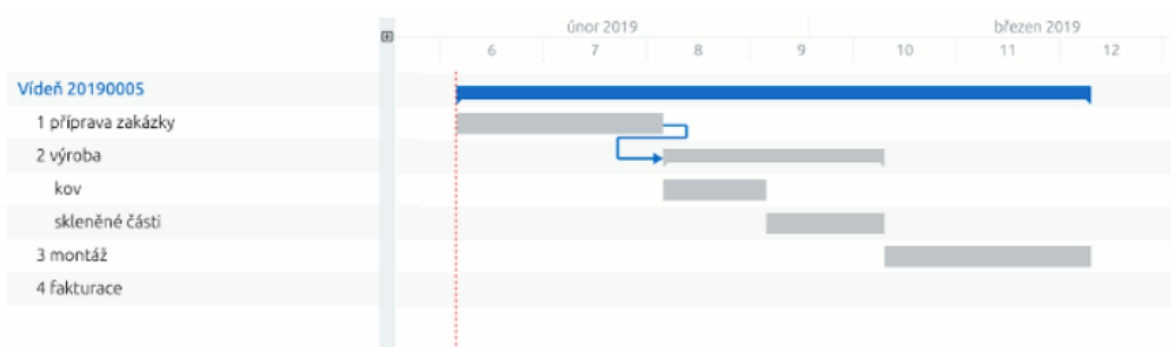 únor 2019 březen 2019
6 7 8 9 10 11 12
Vídeň 20190005
1 příprava zakázky
2 výroba
kov
skleněné části
3 montáž
4 fakturace